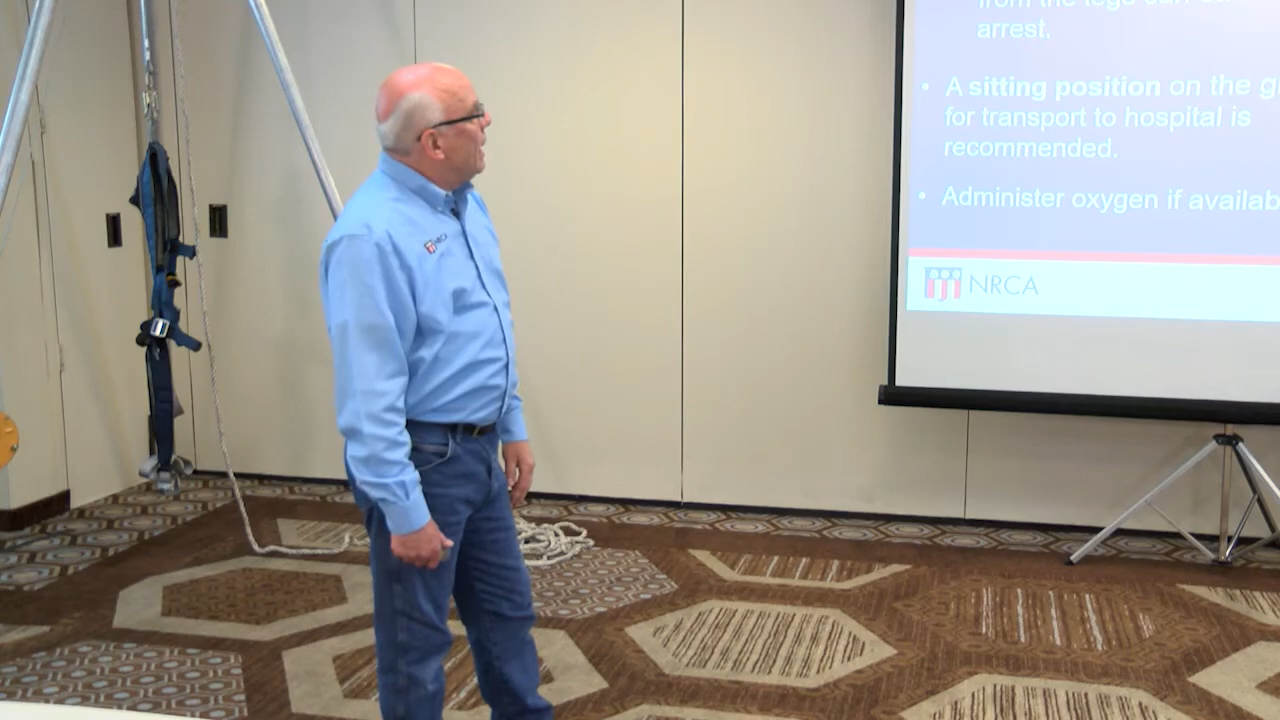 NRCA
arrest.
• A sitting position on the
for transport to hospital is
recommended.
• Administer oxygen if
NRCA